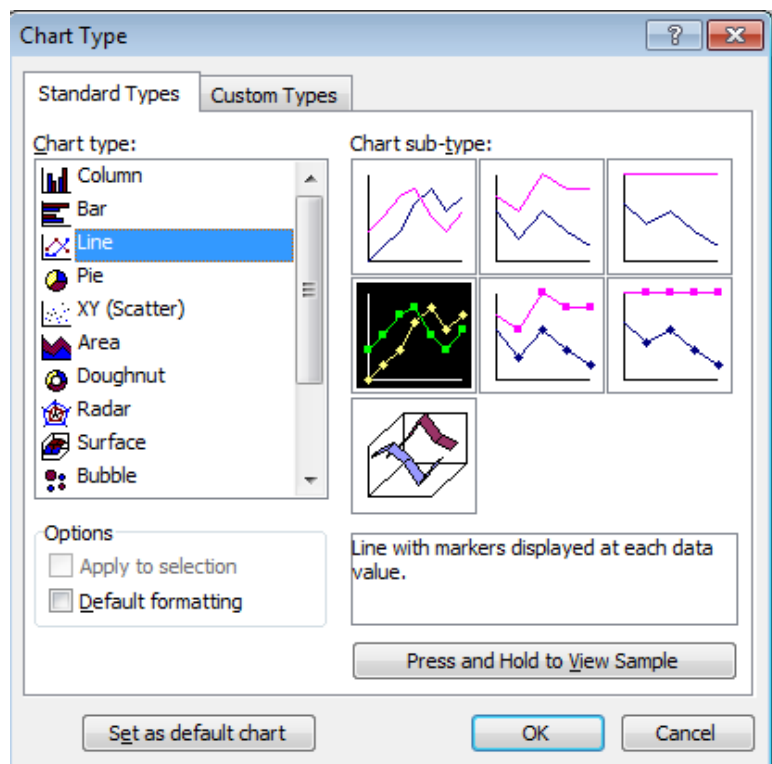 Chart Type
Standard Types
Custom Types
Chart type:
Column
Bar
Line
Pie
XY (Scatter)
Area
Doughnut
Radar
Surface
Bubble
Chart sub-type:
Options
Apply to selection
Default formatting
Line with markers displayed at each data
value.
Press and Hold to View Sample
Set as default chart
OK
Cancel